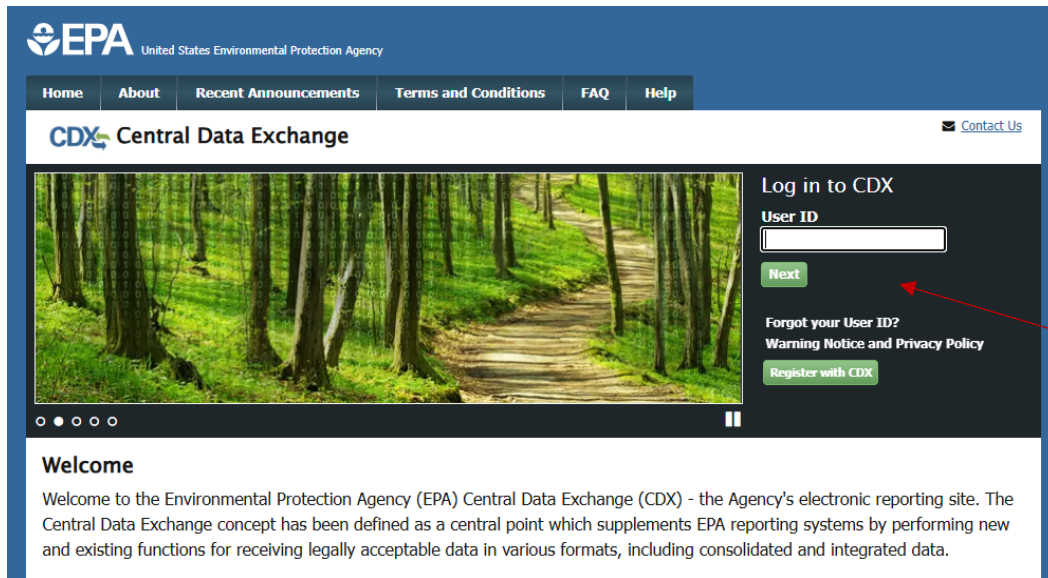 EPA United States Environmental Protection Agency
Home About Recent Announcements Terms and Conditions FAQ Help
CDX Central Data Exchange
Contact Us
Log in to CDX
User ID
Next
Forgot your User ID?
Warning Notice and Privacy Policy
Register with CDX
Welcome
Welcome to the Environmental Protection Agency (EPA) Central Data Exchange (CDX) - the Agency's electronic reporting site. The
Central Data Exchange concept has been defined as a central point which supplements EPA reporting systems by performing new
and existing functions for receiving legally acceptable data in various formats, including consolidated and integrated data.